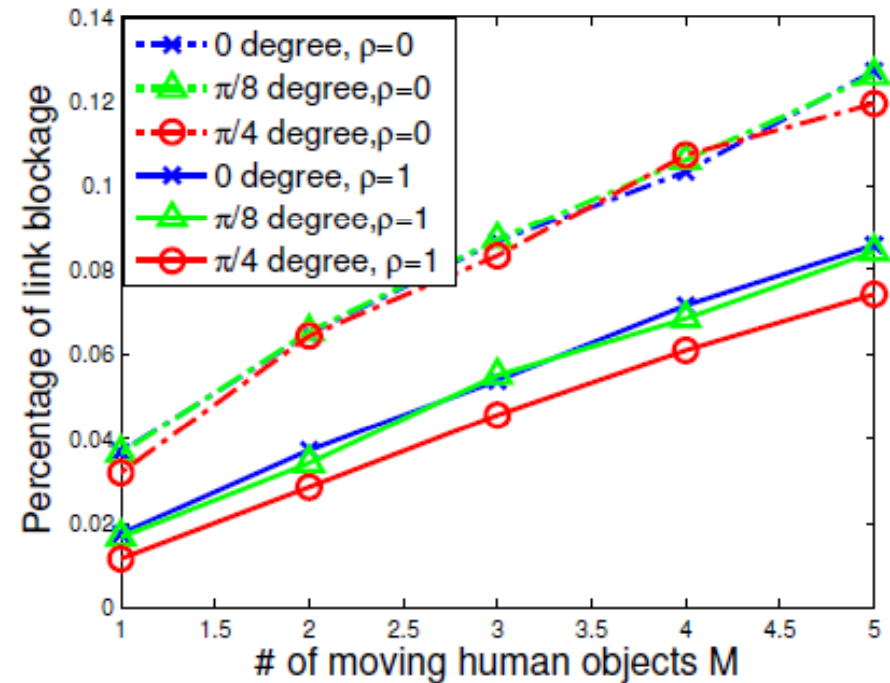 Percentage of link blockage
0.14
0.12
0.1
0.08
0.06
0.04
0.02
0
0 degree, ρ=0
π/8 degree,ρ=0
π/4 degree, ρ=0
0 degree, ρ=1
π/8 degree,ρ=1
π/4 degree, ρ=1
1 1.5 2 2.5 3 3.5 4 4.5 5
# of moving human objects M